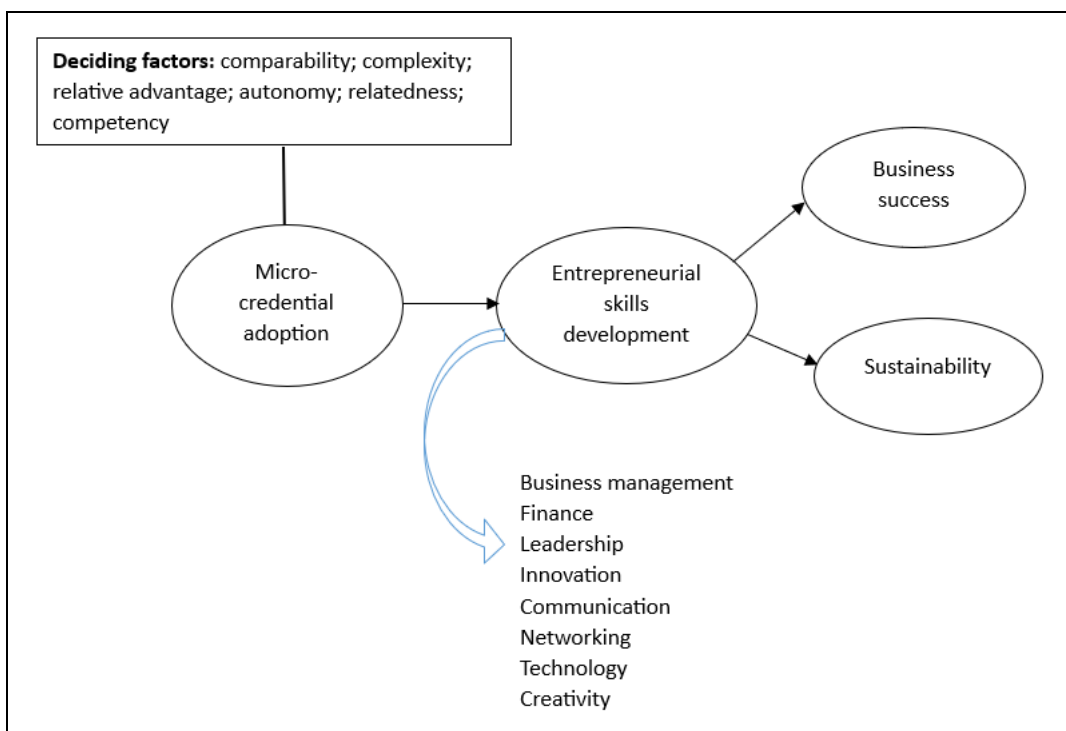 Deciding factors: comparability; complexity;
relative advantage; autonomy; relatedness;
competency
Business
success
Micro-
credential
adoption
Entrepreneurial
skills
development
Sustainability
Business management
Finance
Leadership
Innovation
Communication
Networking
Technology
Creativity